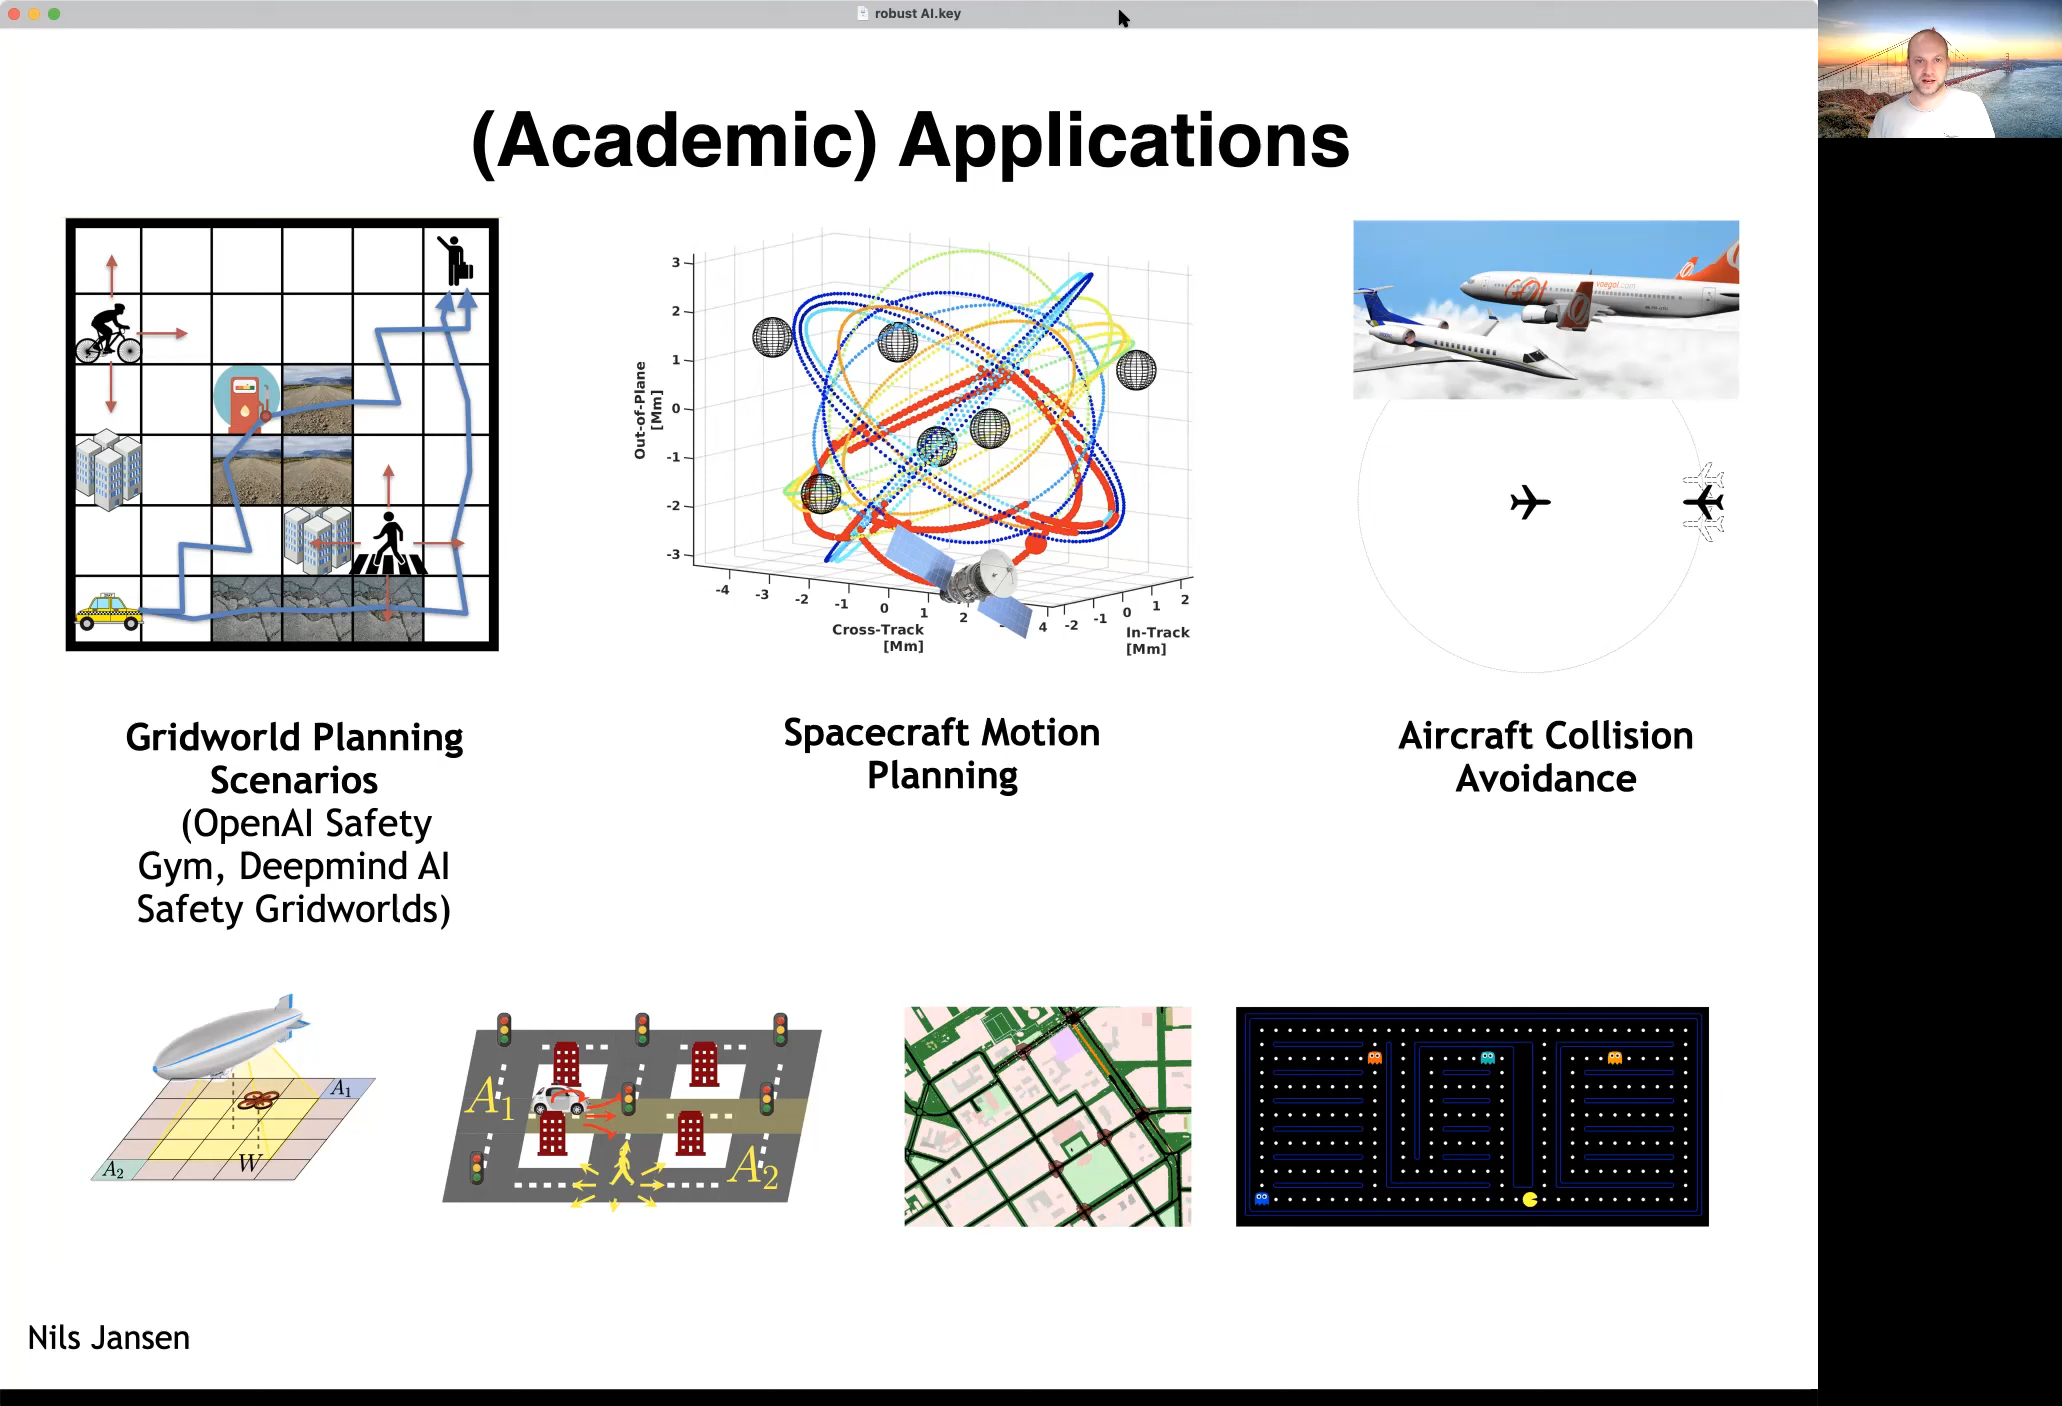 robust AI.key
(Academic) Applications
3
2
1
0
-1
-2
-3
Out-of-Plane
[Mm]
-4
-3
-2
-1
0
1
2
4
Cross-Track
[Mm]
-2
-1
0
1
2
In-Track
[Mm]
GOL
voegol.com
Gridworld Planning
Scenarios
(OpenAI Safety
Gym, Deepmind AI
Safety Gridworlds)
Spacecraft Motion
Planning
Aircraft Collision
Avoidance
A1
A2
W
A1
A2
Nils Jansen